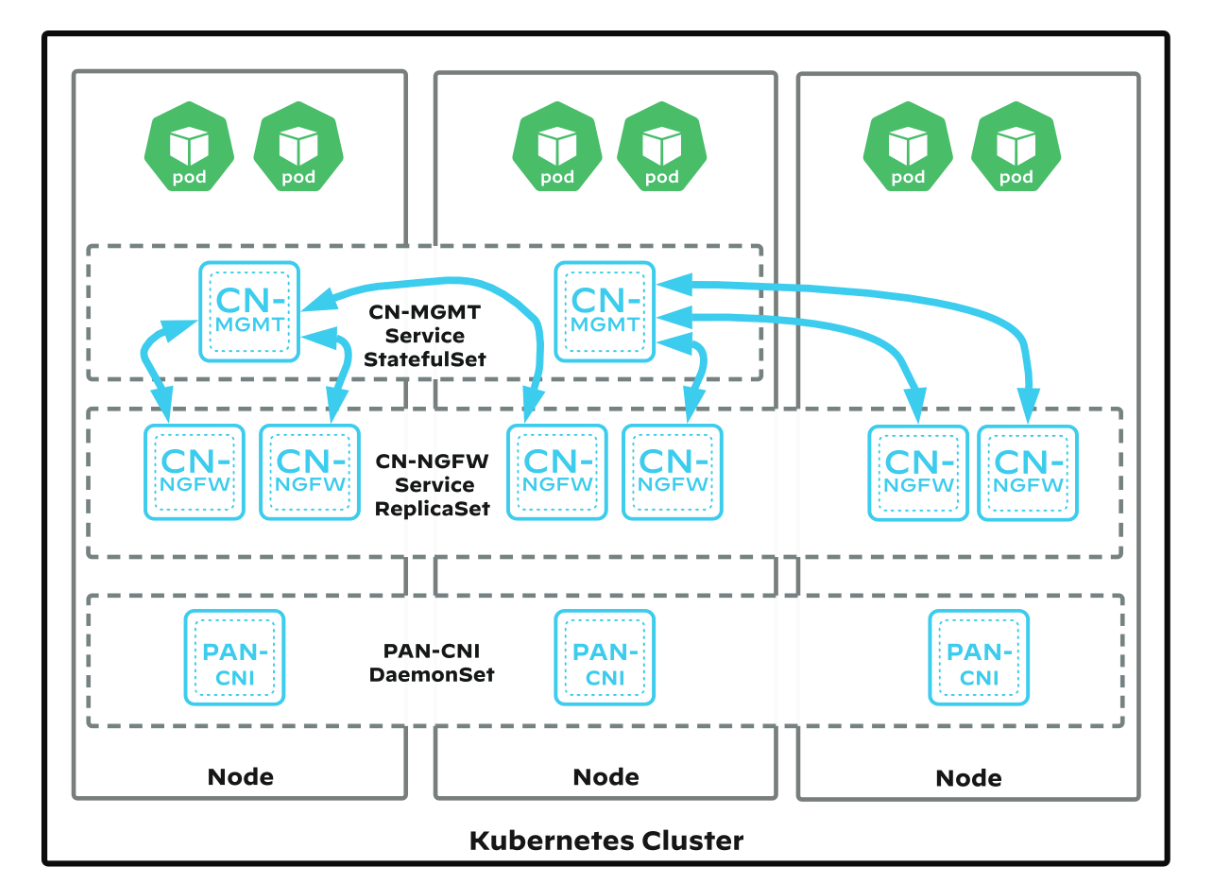 pod
pod
pod
pod
pod
pod
CN-
MGMT
CN-MGMT
Service
StatefulSet
CN-
MGMT
CN-
NGFW
CN-
NGFW
CN-NGFW
Service
ReplicaSet
CN-
NGFW
CN-
NGFW
CN-
NGFW
CN-
NGFW
PAN-
CNI
PAN-CNI
DaemonSet
PAN-
CNI
PAN-
CNI
Node
Node
Node
Kubernetes Cluster